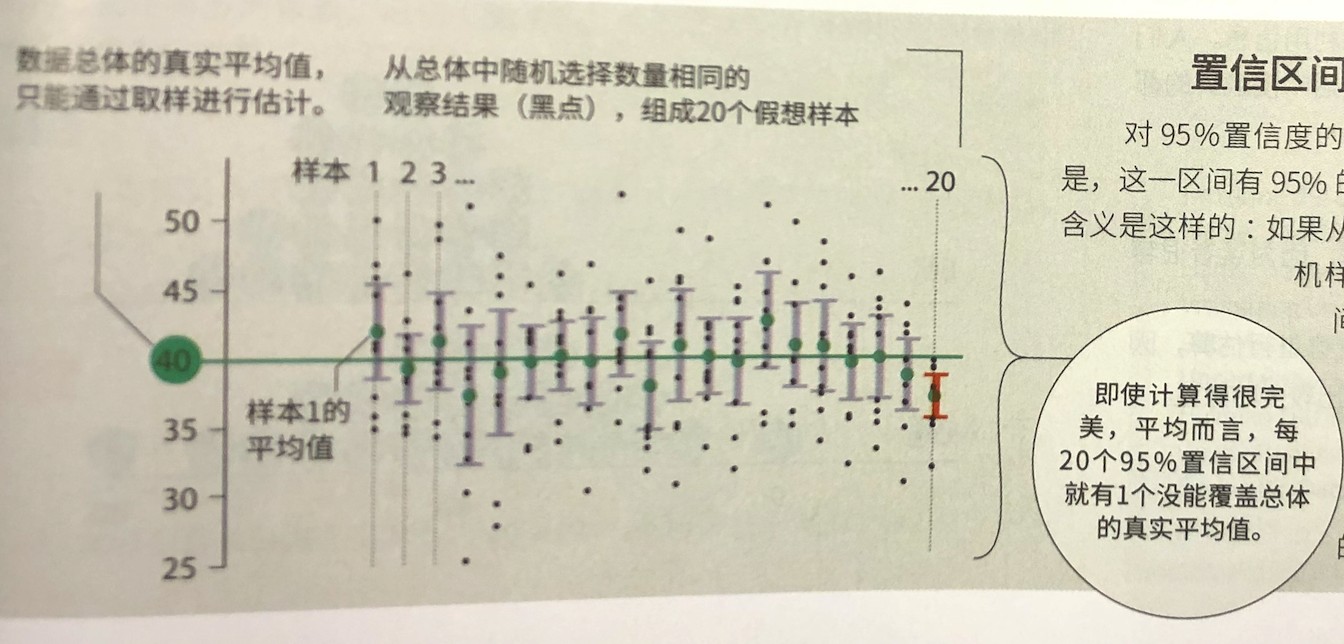 数据总体的真实平均值，
只能通过取样进行估计。
从总体中随机选择数量相同的
观察结果（黑点），组成20个假想样本
样本 1 2 3 ...
... 20
50
45
40
35
30
25
样本1的
平均值
置信区间
对 95%置信度的
是，这一区间有 95%
含义是这样的：如果从
机样
即使计算得很完
美，平均而言，每
20个95%置信区间中
就有1个没能覆盖总体
的真实平均值。